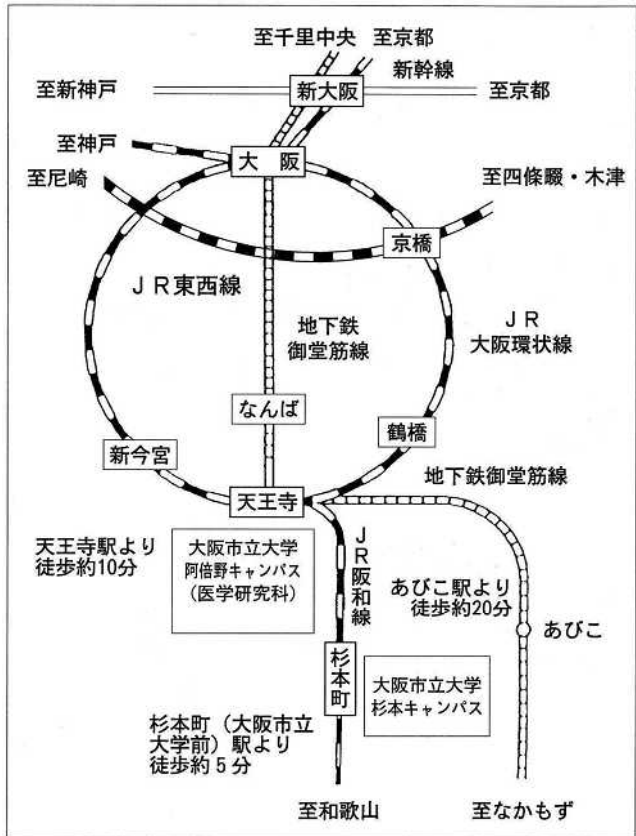 至千里中央
至京都
新幹線
至新神戸
新大阪
至京都
至神戸
大 阪
至尼崎
至四條畷・木津
京橋
JR東西線
地下鉄
御堂筋線
JR
大阪環状線
なんば
鶴橋
新今宮
地下鉄御堂筋線
天王寺
天王寺駅より
徒歩約10分
大阪市立大学
阿倍野キャンパス
(医学研究科)
JR阪和線
あびこ駅より
徒歩約20分
あびこ
杉本町
大阪市立大学
杉本キャンパス
杉本町(大阪市立
大学前)駅より
徒歩約5分
至和歌山
至なかもず